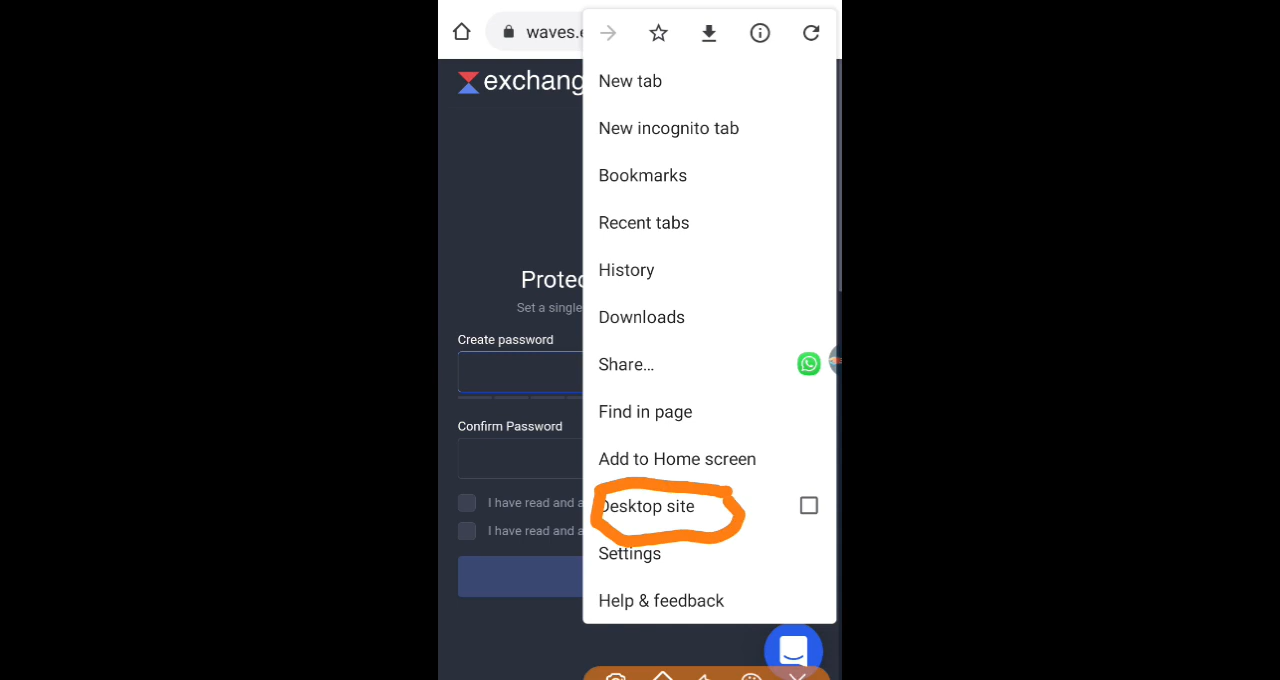 waves.e
exchang
New tab
New incognito tab
Bookmarks
Recent tabs
History
Downloads
Share...
Find in page
Add to Home screen
Desktop site
Settings
Help & feedback
Protec
Set a single
Create password
Confirm Password
I have read and a
I have read and a